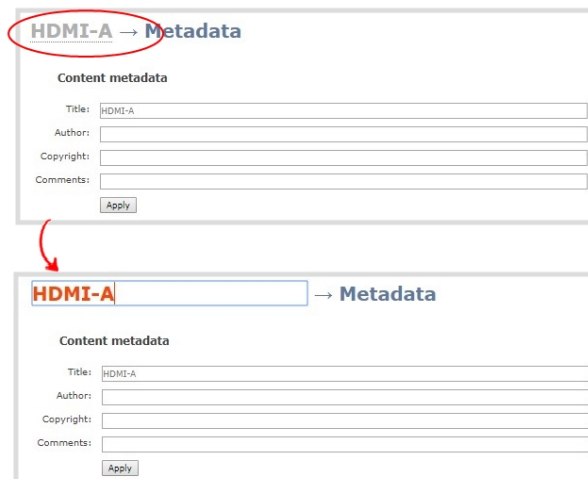 HDMI-A → Metadata
Content metadata
Title: HDMI-A
Author:
Copyright:
Comments:
Apply
HDMI-A → Metadata
Content metadata
Title: HDMI-A
Author:
Copyright:
Comments:
Apply